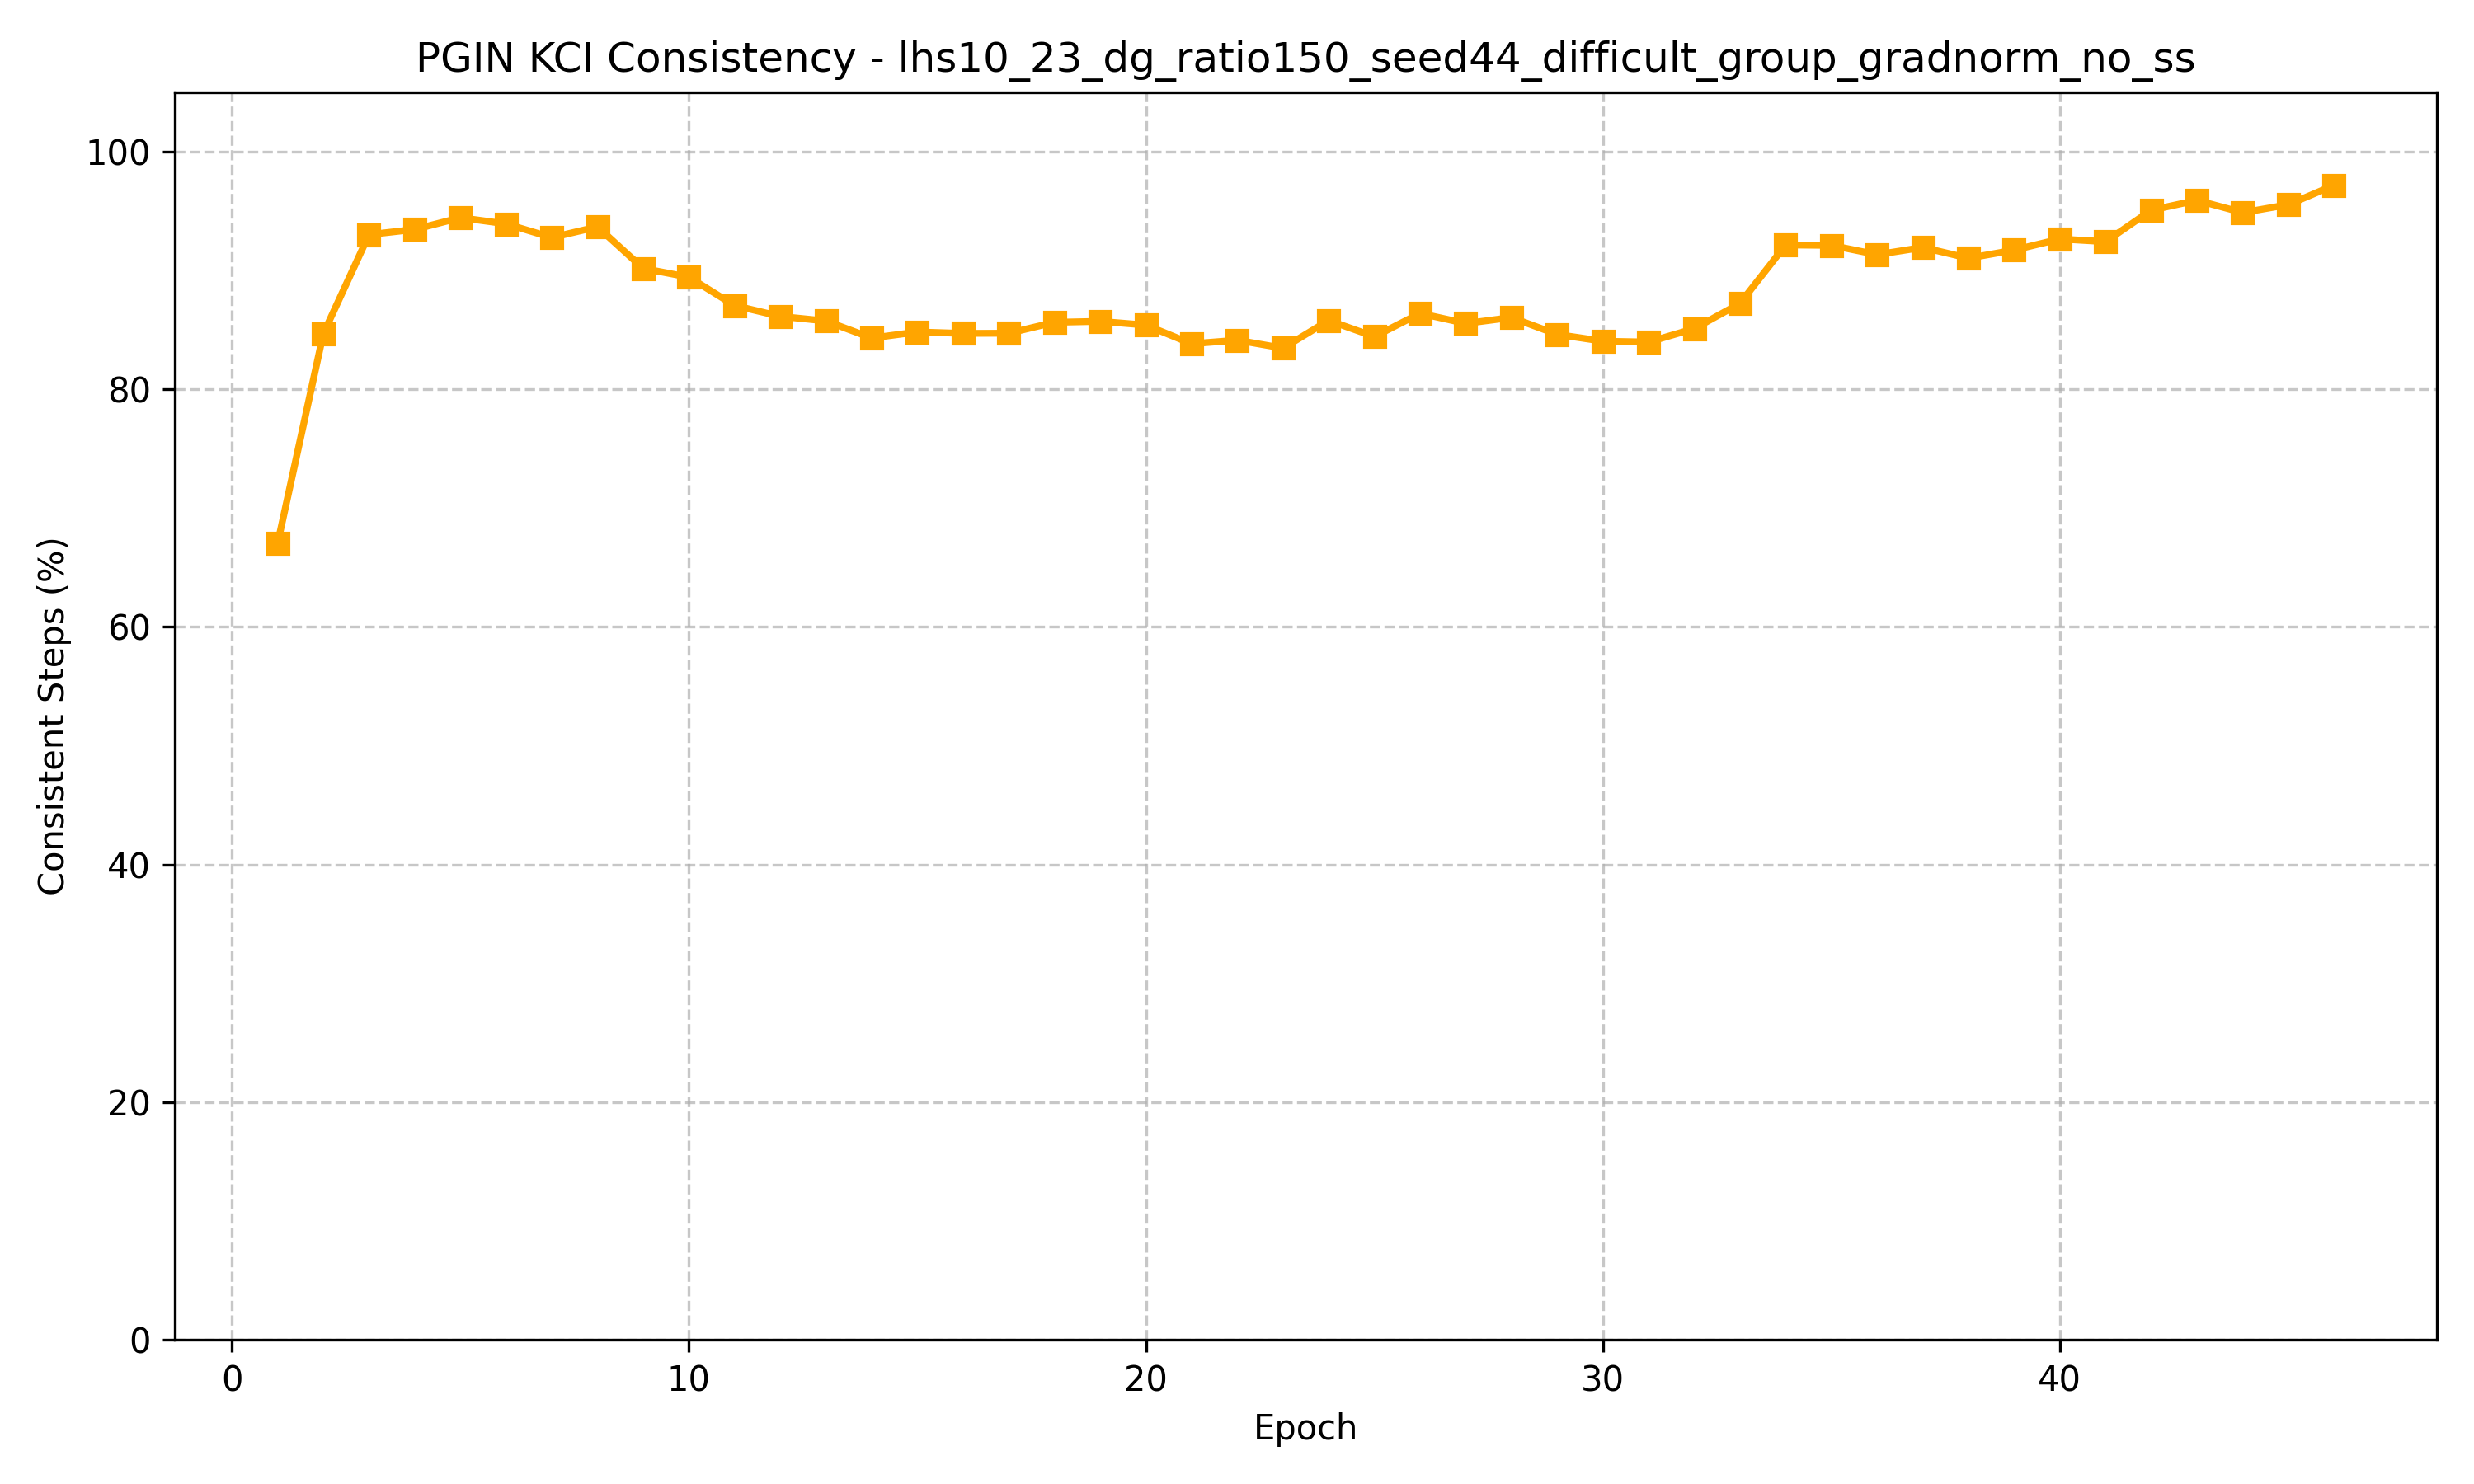 PGIN KCI Consistency - lhs10_23_dg_ratio150_seed44_difficult_group_gradnorm_no_ss
Consistent Steps (%)
100
80
60
40
20
0
0 10 20 30 40
Epoch